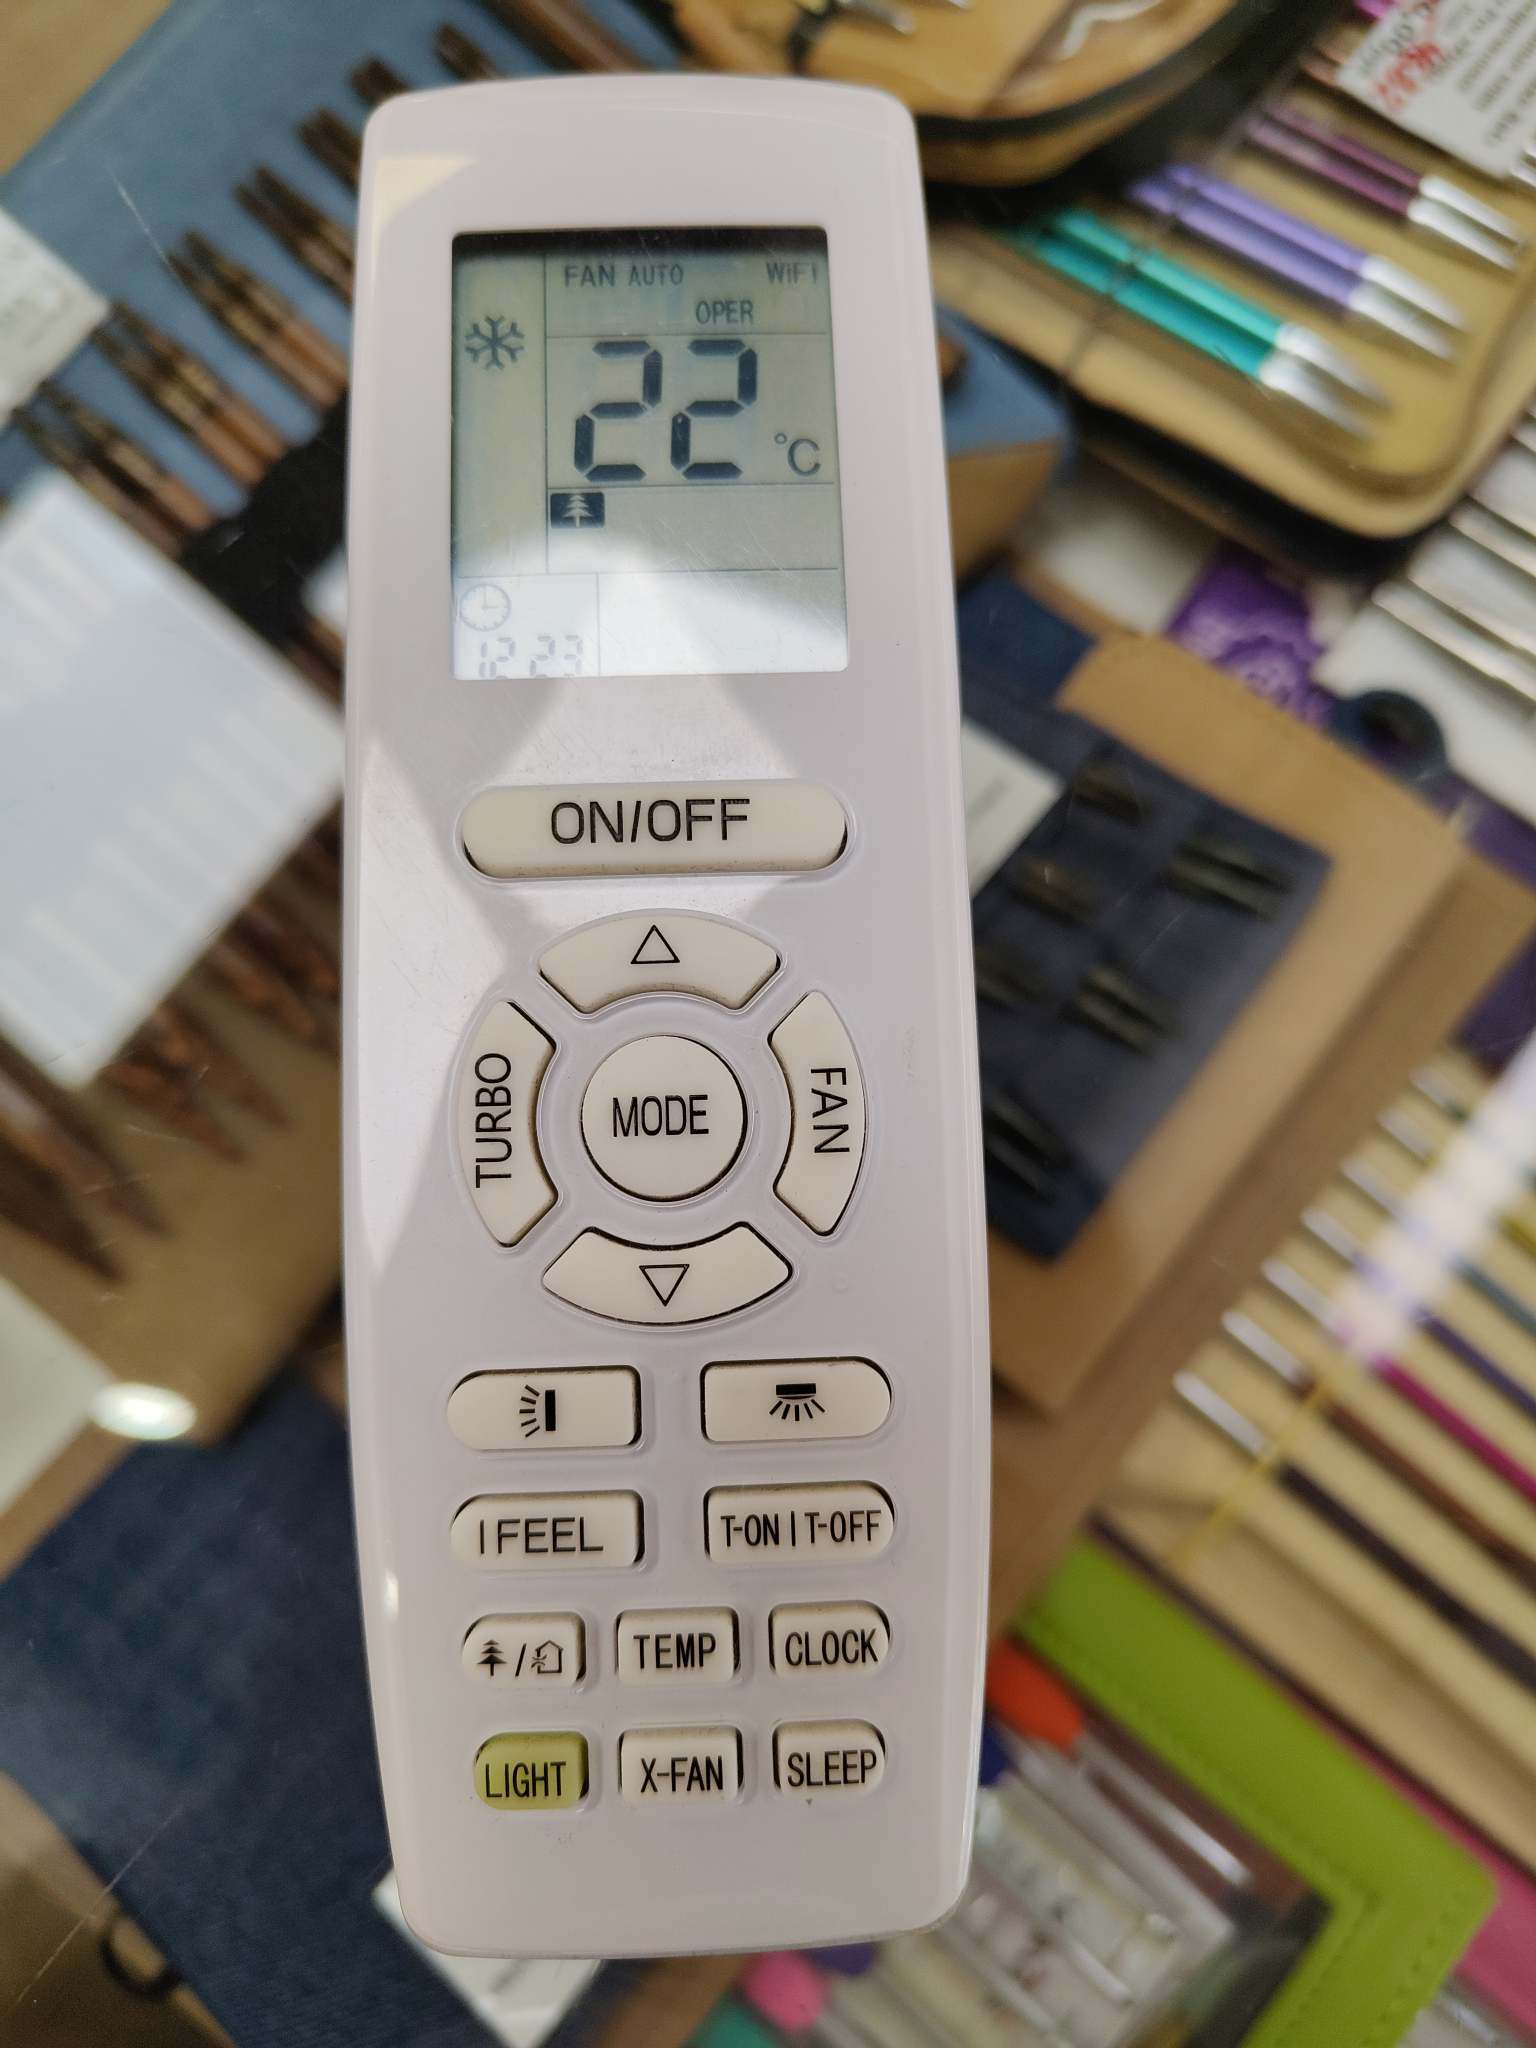 FAN AUTO WiFi
OPER
22 °C
12 23
ON/OFF
TURBO
MODE
FAN
I FEEL
T-ON | T-OFF
/
TEMP
CLOCK
LIGHT
X-FAN
SLEEP